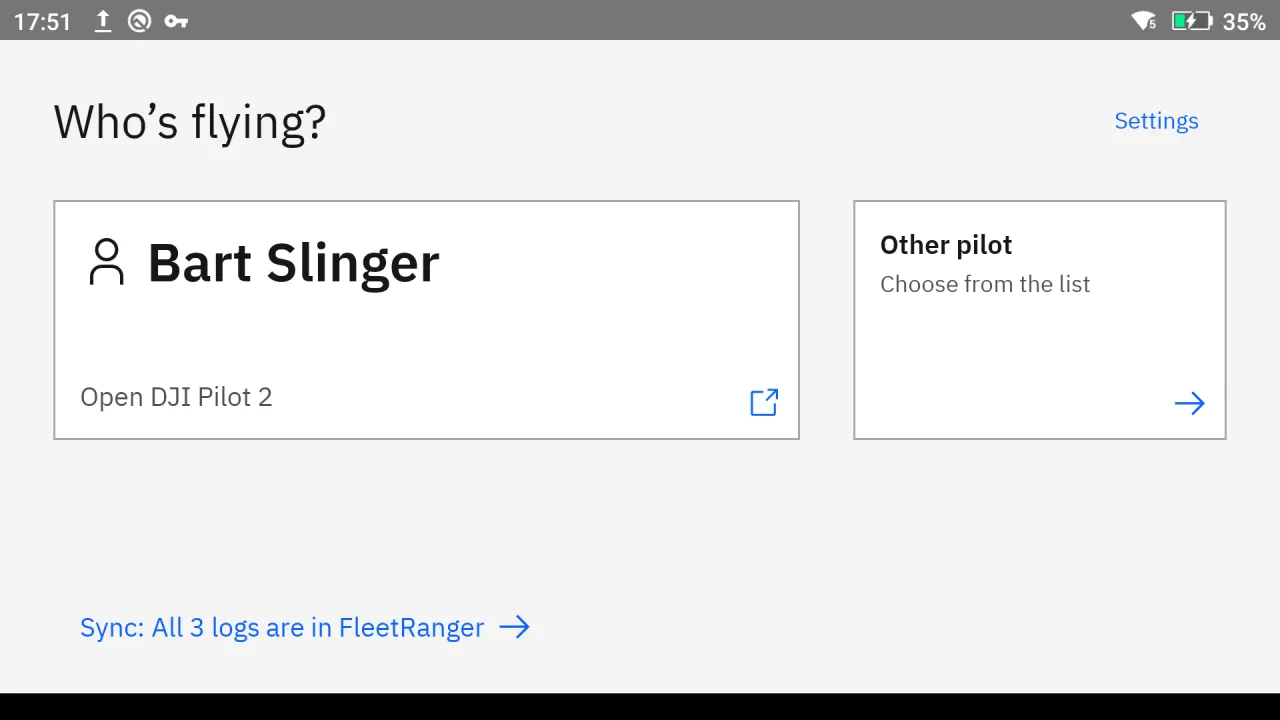 17:51
5
35%
Who’s flying?
Settings
Bart Slinger
Open DJI Pilot 2
Other pilot
Choose from the list
Sync: All 3 logs are in FleetRanger